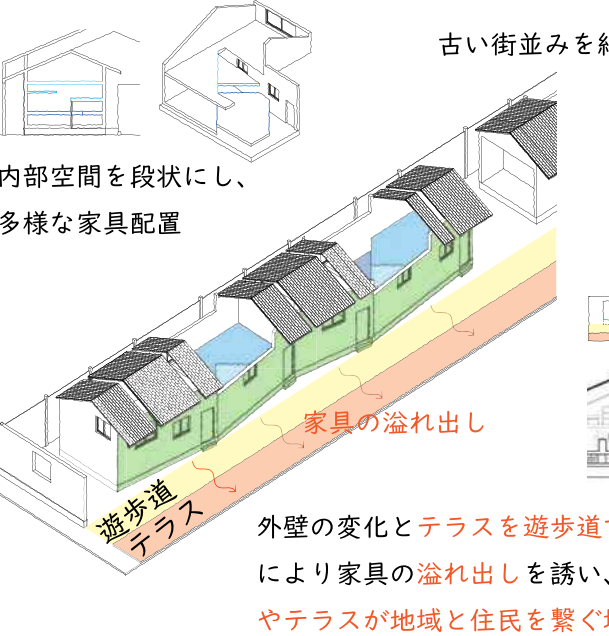 古い街並みを
内部空間を段状にし、
多様な家具配置
家具の溢れ出し
遊歩道
テラス
外壁の変化とテラスを遊歩道
により家具の溢れ出しを誘い、
やテラスが地域と住民を繋ぐ